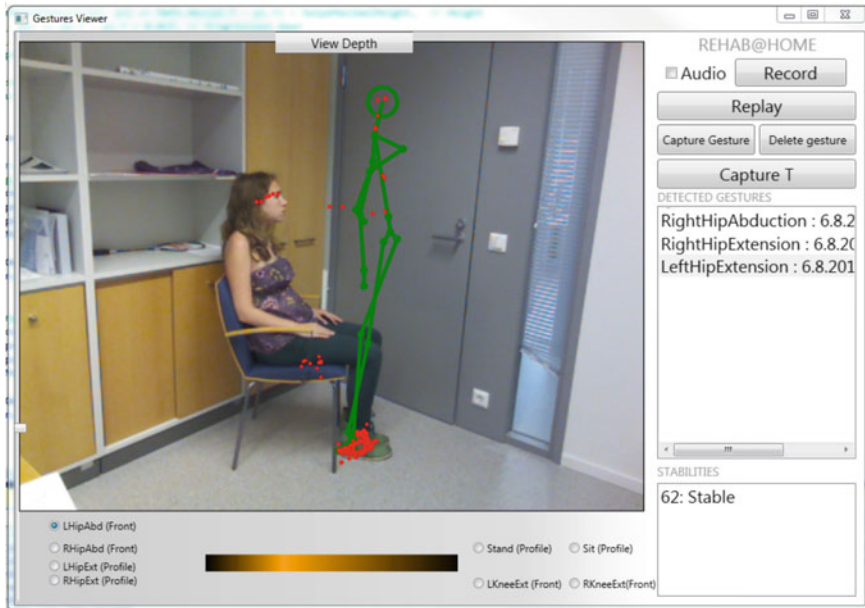 Gestures Viewer
View Depth
REHAB@HOME
Audio
Record
Replay
Capture Gesture
Delete gesture
Capture T
DETECTED GESTURES
RightHipAbduction : 6.8.2
RightHipExtension : 6.8.20
LeftHipExtension : 6.8.201
STABILITIES
62: Stable
LHipAbd (Front)
RHipAbd (Front)
LHipExt (Profile)
RHipExt (Profile)
Stand (Profile)
Sit (Profile)
LKneeExt (Front)
RKneeExt(Front)